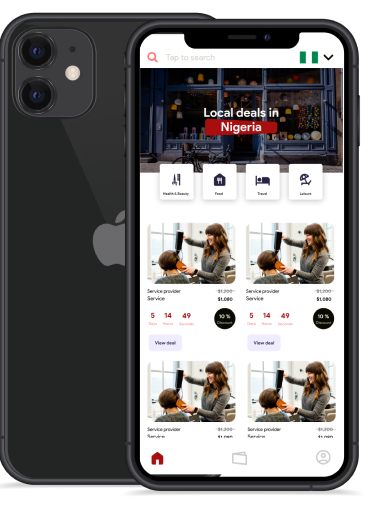 Tap to search
Local deals in
Nigeria
Health & Beauty Food Travel Leisure
Service provider $1,200 Service provider $1,200
Service $1,080 Service $1,080
5 14 49 10 % 5 14 49 10 %
Days Hours Seconds Discount Days Hours Seconds Discount
View deal View deal
Service provider $1,200 Service provider $1,200
Service $1,080 Service $1,080